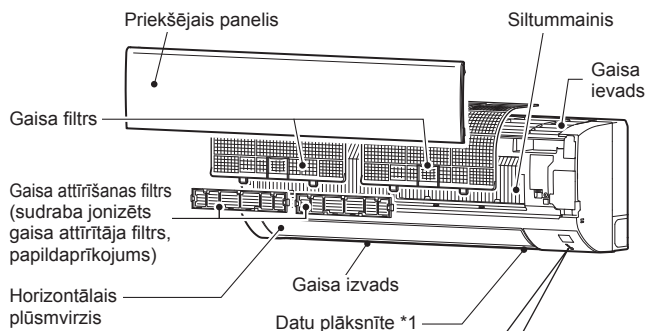 Priekšējais panelis
Siltummainis
Gaisa
ievads
Gaisa filtrs
Gaisa attīrīšanas filtrs
(sudraba jonizēts
gaisa attīrītāja filtrs,
papildaprīkojums)
Gaisa izvads
Horizontālais
plūsmvirzis
Datu plāksnīte *1